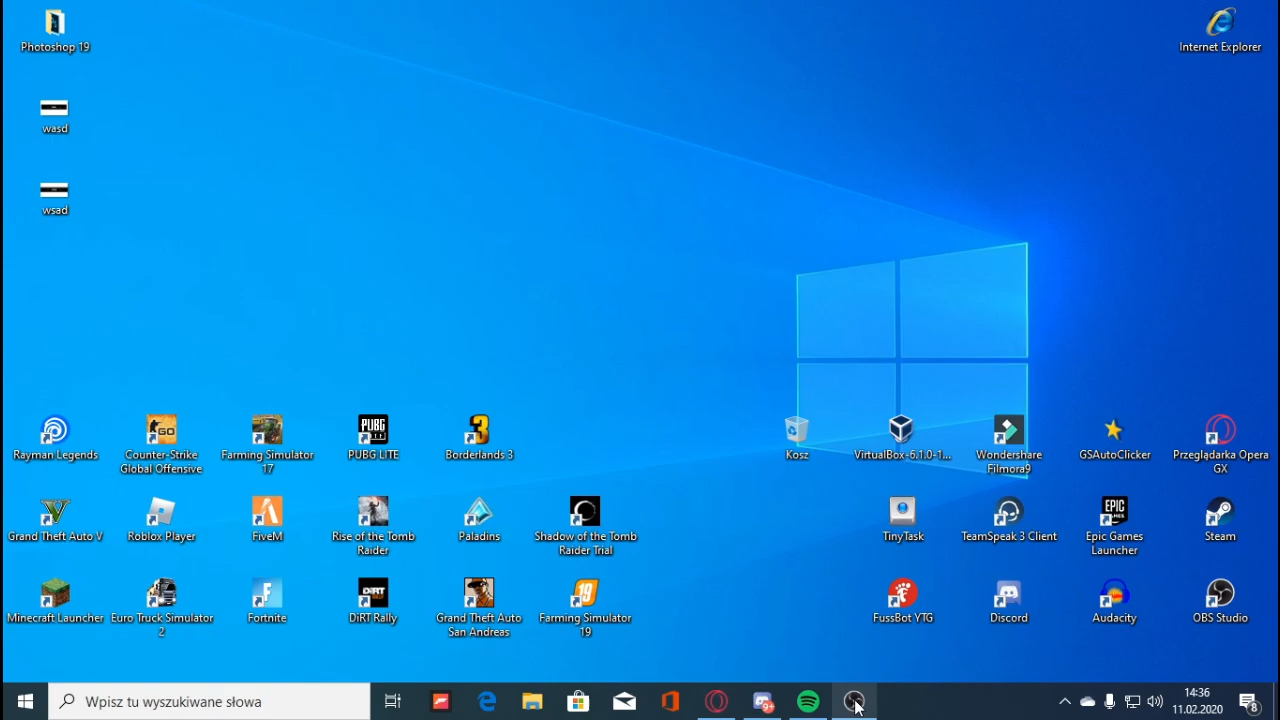 Photoshop 19
Internet Explorer
wasd
wsad
Rayman Legends
Counter-Strike
Global Offensive
Farming Simulator
17
PUBG LITE
Borderlands 3
Kosz
VirtualBox-6.1.0-1...
Wondershare
Filmora9
GSAutoClicker
Przeglądarka Opera
GX
Grand Theft Auto V
Roblox Player
FiveM
Rise of the Tomb
Raider
Paladins
Shadow of the Tomb
Raider Trial
TinyTask
TeamSpeak 3 Client
Epic Games
Launcher
Steam
Minecraft Launcher
Euro Truck Simulator
2
Fortnite
DiRT Rally
Grand Theft Auto
San Andreas
Farming Simulator
19
FussBot YTG
Discord
Audacity
OBS Studio
Wpisz tu wyszukiwane słowa
9+
14:36
11.02.2020
8